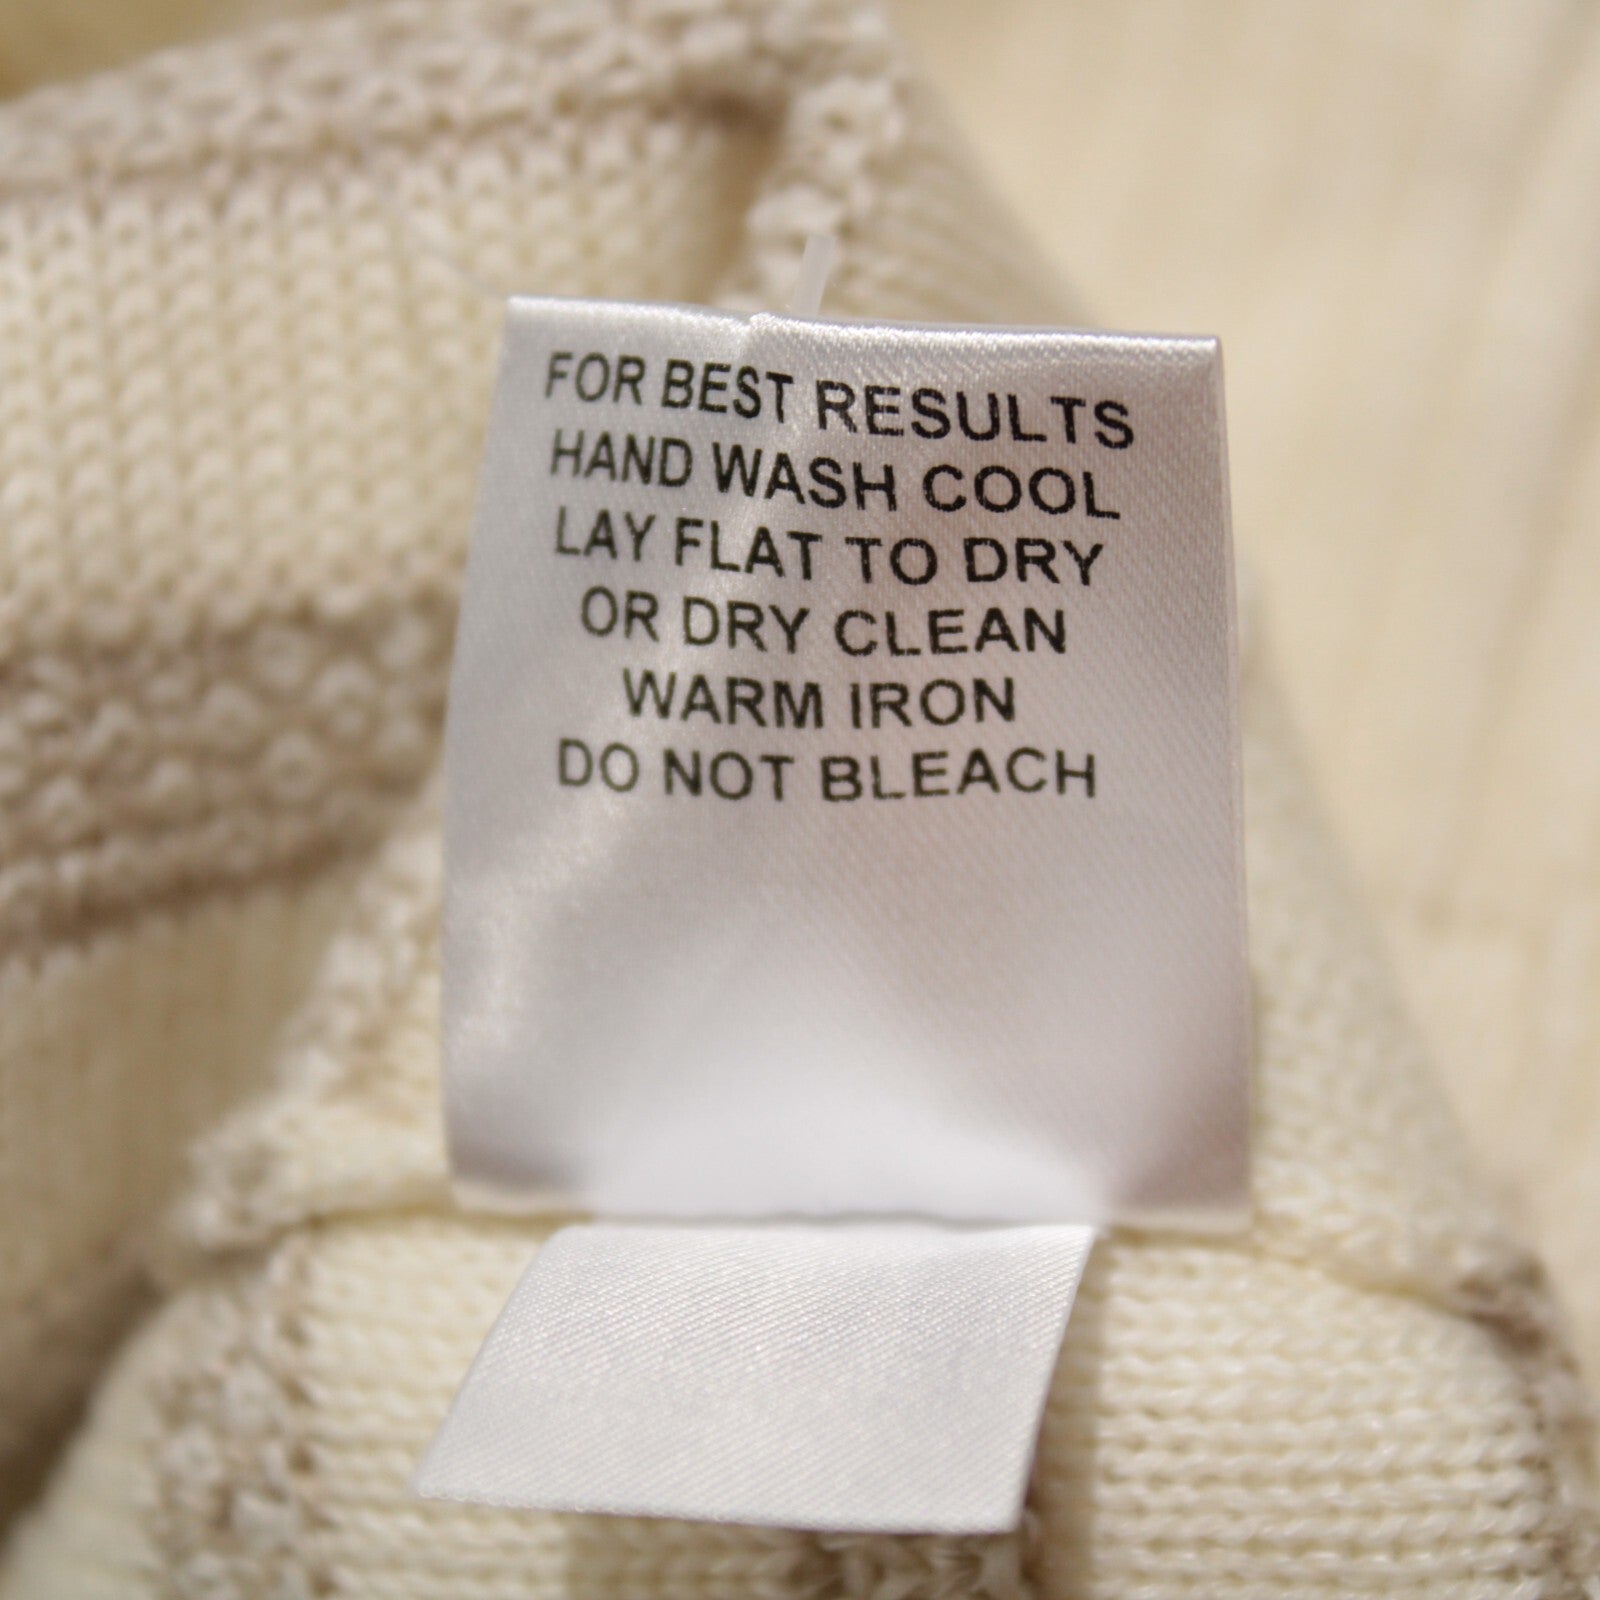 FOR BEST RESULTS
HAND WASH COOL
LAY FLAT TO DRY
OR DRY CLEAN
WARM IRON
DO NOT BLEACH